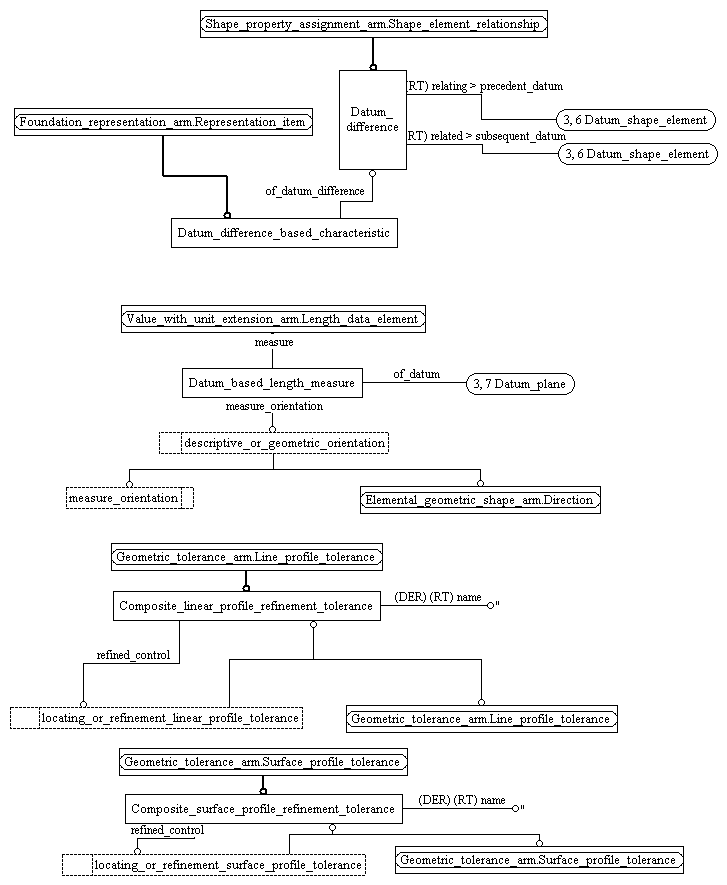 Shape_property_assignment_arm.Shape_element_relationship
(RT) relating > precedent_datum
Datum_
difference
3, 6 Datum_shape_element
Foundation_representation_arm.Representation_item
(RT) related > subsequent_datum
3, 6 Datum_shape_element
of_datum_difference
Datum_difference_based_characteristic
Value_with_unit_extension_arm.Length_data_element
measure
Datum_based_length_measure
of_datum
3, 7 Datum_plane
measure_orientation
descriptive_or_geometric_orientation
measure_orientation
Elemental_geometric_shape_arm.Direction
Geometric_tolerance_arm.Line_profile_tolerance
Composite_linear_profile_refinement_tolerance
(DER) (RT) name
"
refined_control
locating_or_refinement_linear_profile_tolerance
Geometric_tolerance_arm.Line_profile_tolerance
Geometric_tolerance_arm.Surface_profile_tolerance
Composite_surface_profile_refinement_tolerance
(DER) (RT) name
"
refined_control
locating_or_refinement_surface_profile_tolerance
Geometric_tolerance_arm.Surface_profile_tolerance